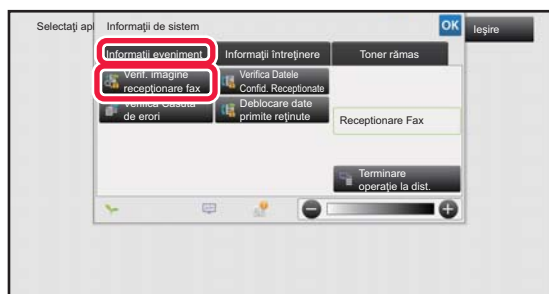 Selectaţi apl
Informaţii de sistem
OK
Ieşire
Informaţii eveniment
Informaţii întreţinere
Toner rămas
Verif. imagine
recepţionare fax
Verifica Datele
Confid. Receptionate
Verifica Casuta
de erori
Deblocare date
primite reţinute
Receptionare Fax
Terminare
operaţie la dist.